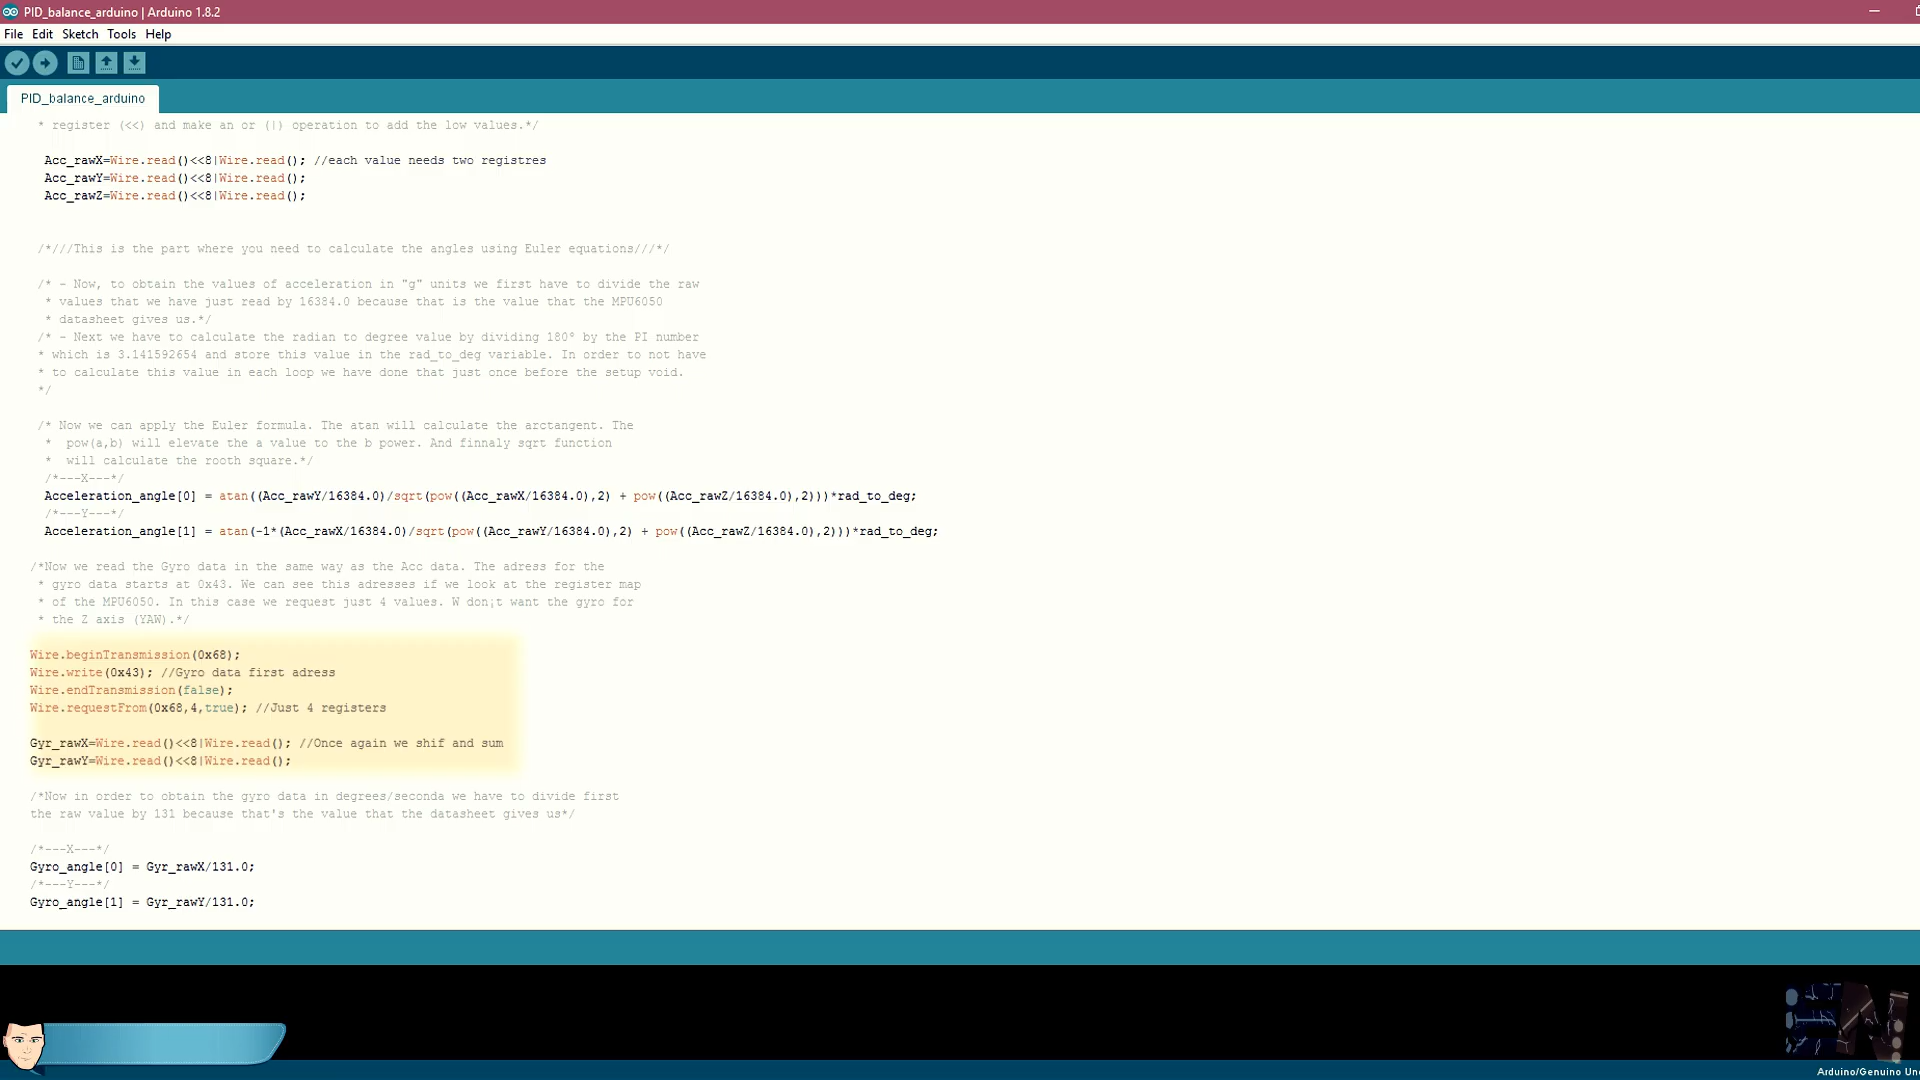 PID_balance_arduino | Arduino 1.8.2
File Edit Sketch Tools Help
PID_balance_arduino
* register (<<) and make an or (|) operation to add the low values.*/
Acc_rawX=Wire.read()<<8|Wire.read(); //each value needs two registres
Acc_rawY=Wire.read()<<8|Wire.read();
Acc_rawZ=Wire.read()<<8|Wire.read();
/*///This is the part where you need to calculate the angles using Euler equations///*/
/* - Now, to obtain the values of acceleration in "g" units we first have to divide the raw
* values that we have just read by 16384.0 because that is the value that the MPU6050
* datasheet gives us.*/
/* - Next we have to calculate the radian to degree value by dividing 180º by the PI number
* which is 3.141592654 and store this value in the rad_to_deg variable. In order to not have
* to calculate this value in each loop we have done that just once before the setup void.
*/
/* Now we can apply the Euler formula. The atan will calculate the arctangent. The
*  pow(a,b) will elevate the a value to the b power. And finnaly sqrt function
*  will calculate the rooth square.*/
/*---X---*/
Acceleration_angle[0] = atan((Acc_rawY/16384.0)/sqrt(pow((Acc_rawX/16384.0),2) + pow((Acc_rawZ/16384.0),2)))*rad_to_deg;
/*---Y---*/
Acceleration_angle[1] = atan(-1*(Acc_rawX/16384.0)/sqrt(pow((Acc_rawY/16384.0),2) + pow((Acc_rawZ/16384.0),2)))*rad_to_deg;
/*Now we read the Gyro data in the same way as the Acc data. The adress for the
* gyro data starts at 0x43. We can see this adresses if we look at the register map
* of the MPU6050. In this case we request just 4 values. W don¡t want the gyro for
* the Z axis (YAW).*/
Wire.beginTransmission(0x68);
Wire.write(0x43); //Gyro data first adress
Wire.endTransmission(false);
Wire.requestFrom(0x68,4,true); //Just 4 registers
Gyr_rawX=Wire.read()<<8|Wire.read(); //Once again we shif and sum
Gyr_rawY=Wire.read()<<8|Wire.read();
/*Now in order to obtain the gyro data in degrees/seconda we have to divide first
the raw value by 131 because that's the value that the datasheet gives us*/
/*---X---*/
Gyro_angle[0] = Gyr_rawX/131.0;
/*---Y---*/
Gyro_angle[1] = Gyr_rawY/131.0;
Arduino/Genuino Uno